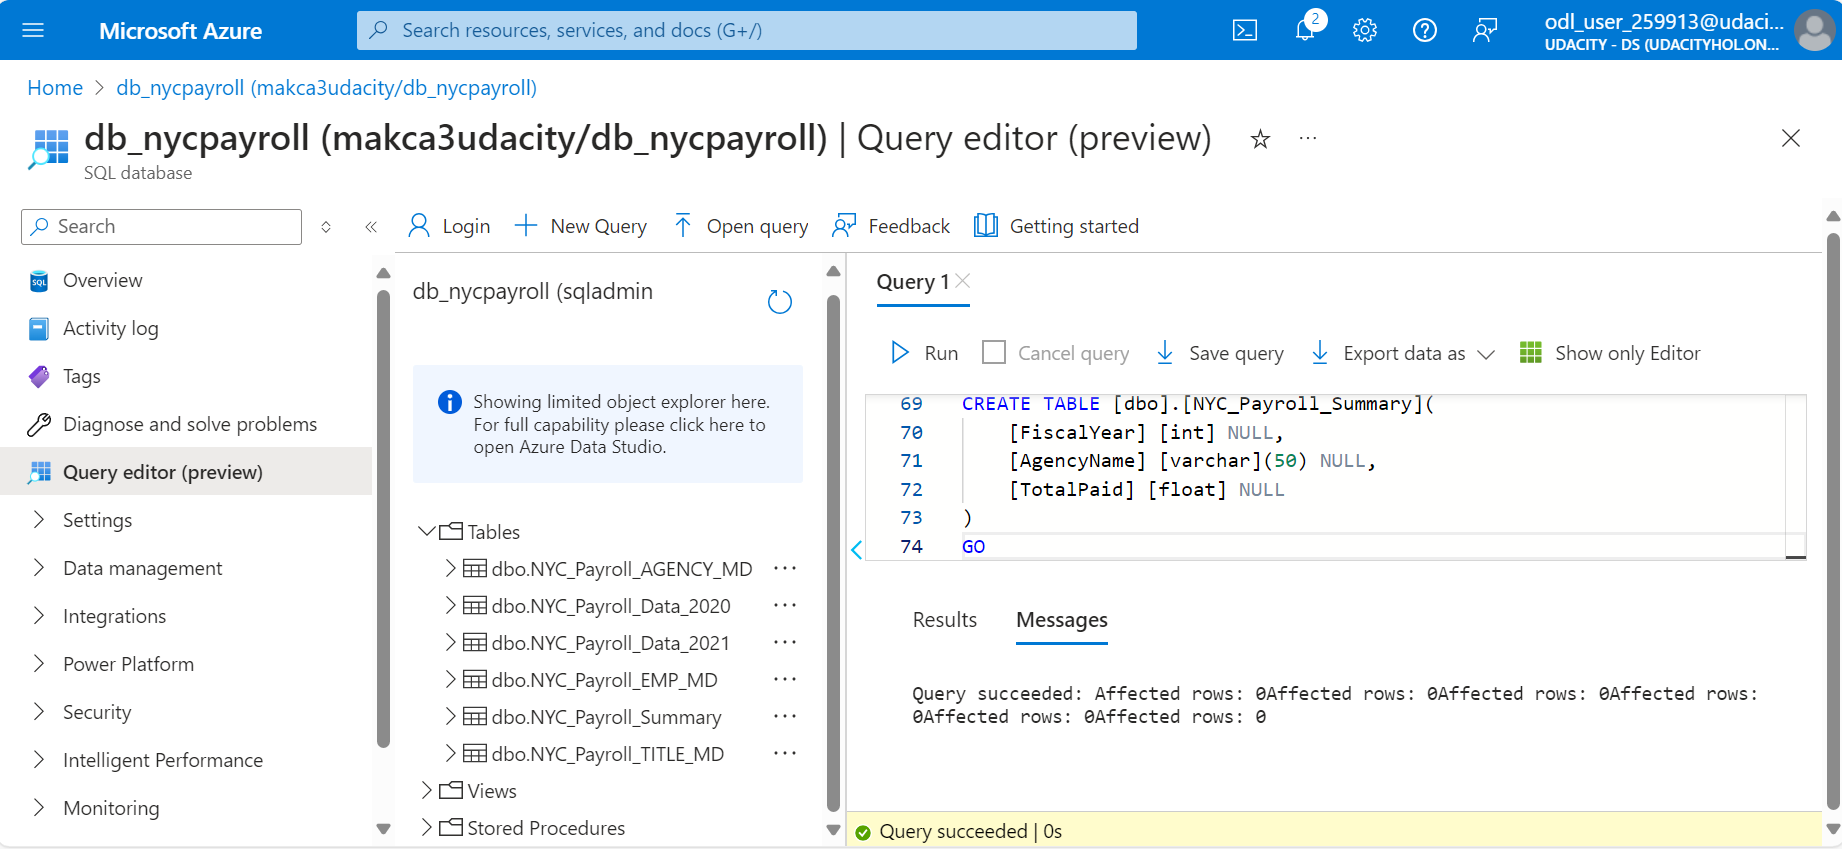 Microsoft Azure
Search resources, services, and docs (G+/)
2
odl_user_259913@udaci...
UDACITY - DS (UDACITYHOL.ON...
Home > db_nycpayroll (makca3udacity/db_nycpayroll)
db_nycpayroll (makca3udacity/db_nycpayroll) | Query editor (preview)
SQL database
Search
Login
New Query
Open query
Feedback
Getting started
SQL
Overview
Activity log
Tags
Diagnose and solve problems
Query editor (preview)
Settings
Data management
Integrations
Power Platform
Security
Intelligent Performance
Monitoring
db_nycpayroll (sqladmin
Showing limited object explorer here.
For full capability please click here to
open Azure Data Studio.
Tables
dbo.NYC_Payroll_AGENCY_MD
dbo.NYC_Payroll_Data_2020
dbo.NYC_Payroll_Data_2021
dbo.NYC_Payroll_EMP_MD
dbo.NYC_Payroll_Summary
dbo.NYC_Payroll_TITLE_MD
Views
Stored Procedures
Query 1
Run
Cancel query
Save query
Export data as
Show only Editor
69 CREATE TABLE [dbo].[NYC_Payroll_Summary](
70 [FiscalYear] [int] NULL,
71 [AgencyName] [varchar](50) NULL,
72 [TotalPaid] [float] NULL
73 )
74 GO
Results
Messages
Query succeeded: Affected rows: 0Affected rows: 0Affected rows: 0Affected rows:
0Affected rows: 0Affected rows: 0
Query succeeded | 0s